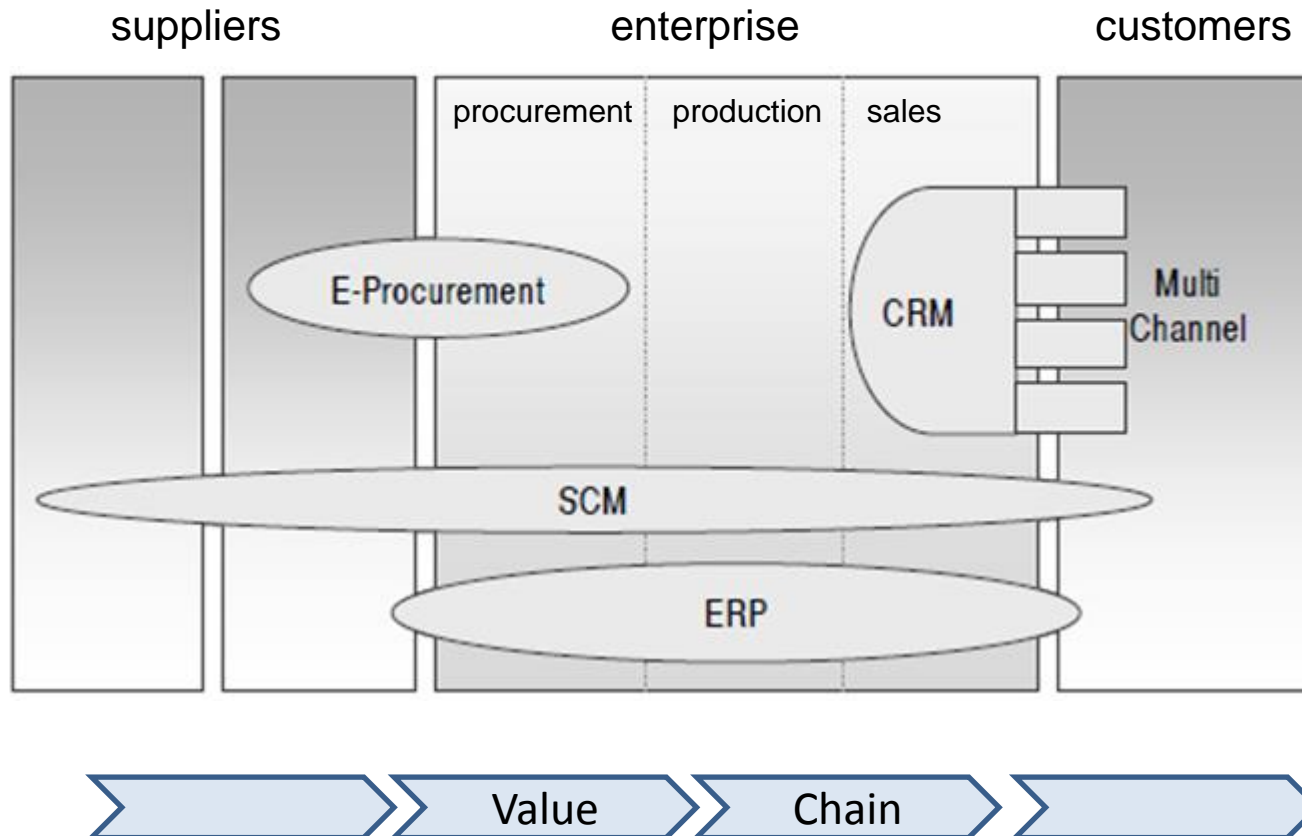 suppliers enterprise customers
procurement production sales
E-Procurement
CRM
Multi
Channel
SCM
ERP
Value Chain